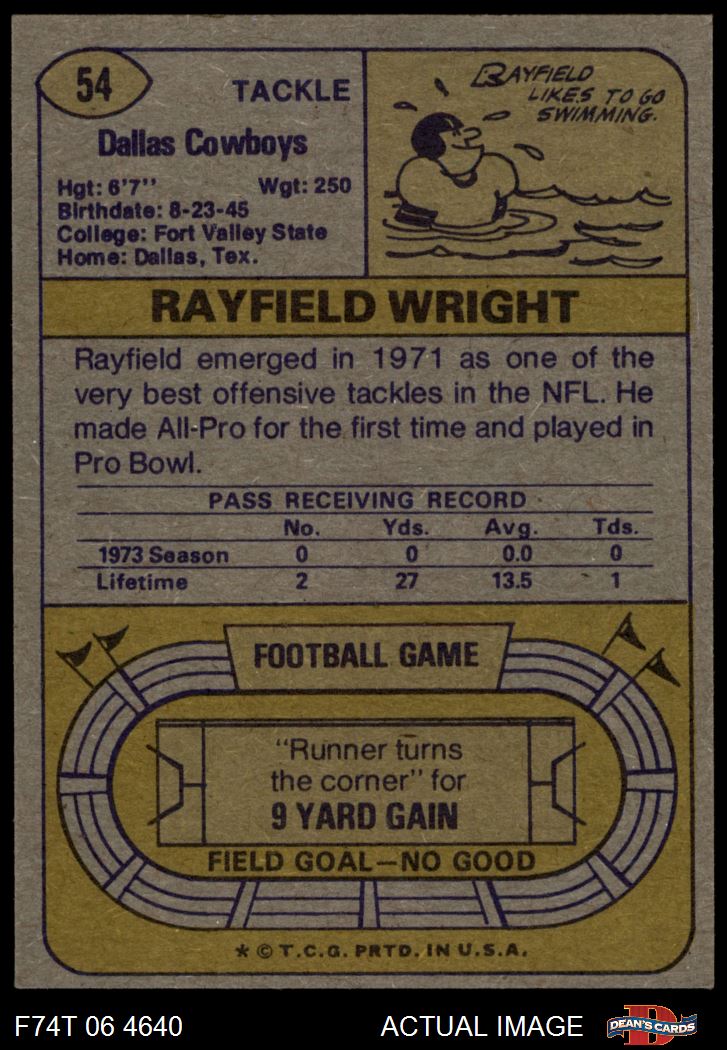 54
TACKLE
Dallas Cowboys
Hgt: 6'7"
Wgt: 250
Birthdate: 8-23-45
College: Fort Valley State
Home: Dallas, Tex.
RAYFIELD
LIKES TO GO
SWIMMING.
RAYFIELD WRIGHT
Rayfield emerged in 1971 as one of the
very best offensive tackles in the NFL. He
made All-Pro for the first time and played in
Pro Bowl.
PASS RECEIVING RECORD
No. Yds. Avg. Tds.
1973 Season 0 0 0.0 0
Lifetime 2 27 13.5 1
FOOTBALL GAME
"Runner turns
the corner" for
9 YARD GAIN
FIELD GOAL—NO GOOD
* © T.C.G. PRTD. IN U.S.A.
F74T 06 4640 ACTUAL IMAGE
DEAN'S CARDS